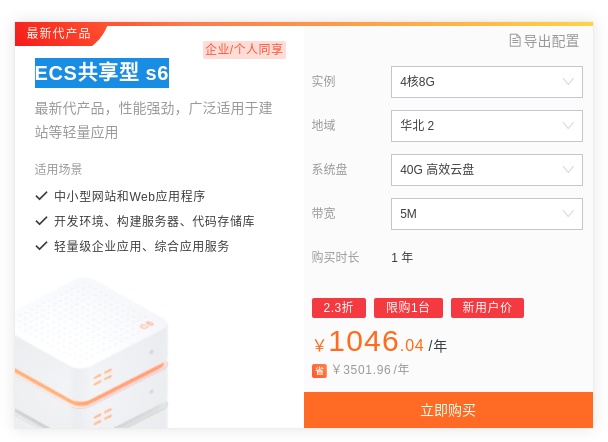 最新代产品
企业/个人同享
ECS共享型 s6
最新代产品，性能强劲，广泛适用于建
站等轻量应用
适用场景
中小型网站和Web应用程序
开发环境、构建服务器、代码存储库
轻量级企业应用、综合应用服务
导出配置
实例 4核8G
地域 华北 2
系统盘 40G 高效云盘
带宽 5M
购买时长 1 年
2.3折 限购1台 新用户价
￥1046.04 /年
省 ￥3501.96 /年
立即购买